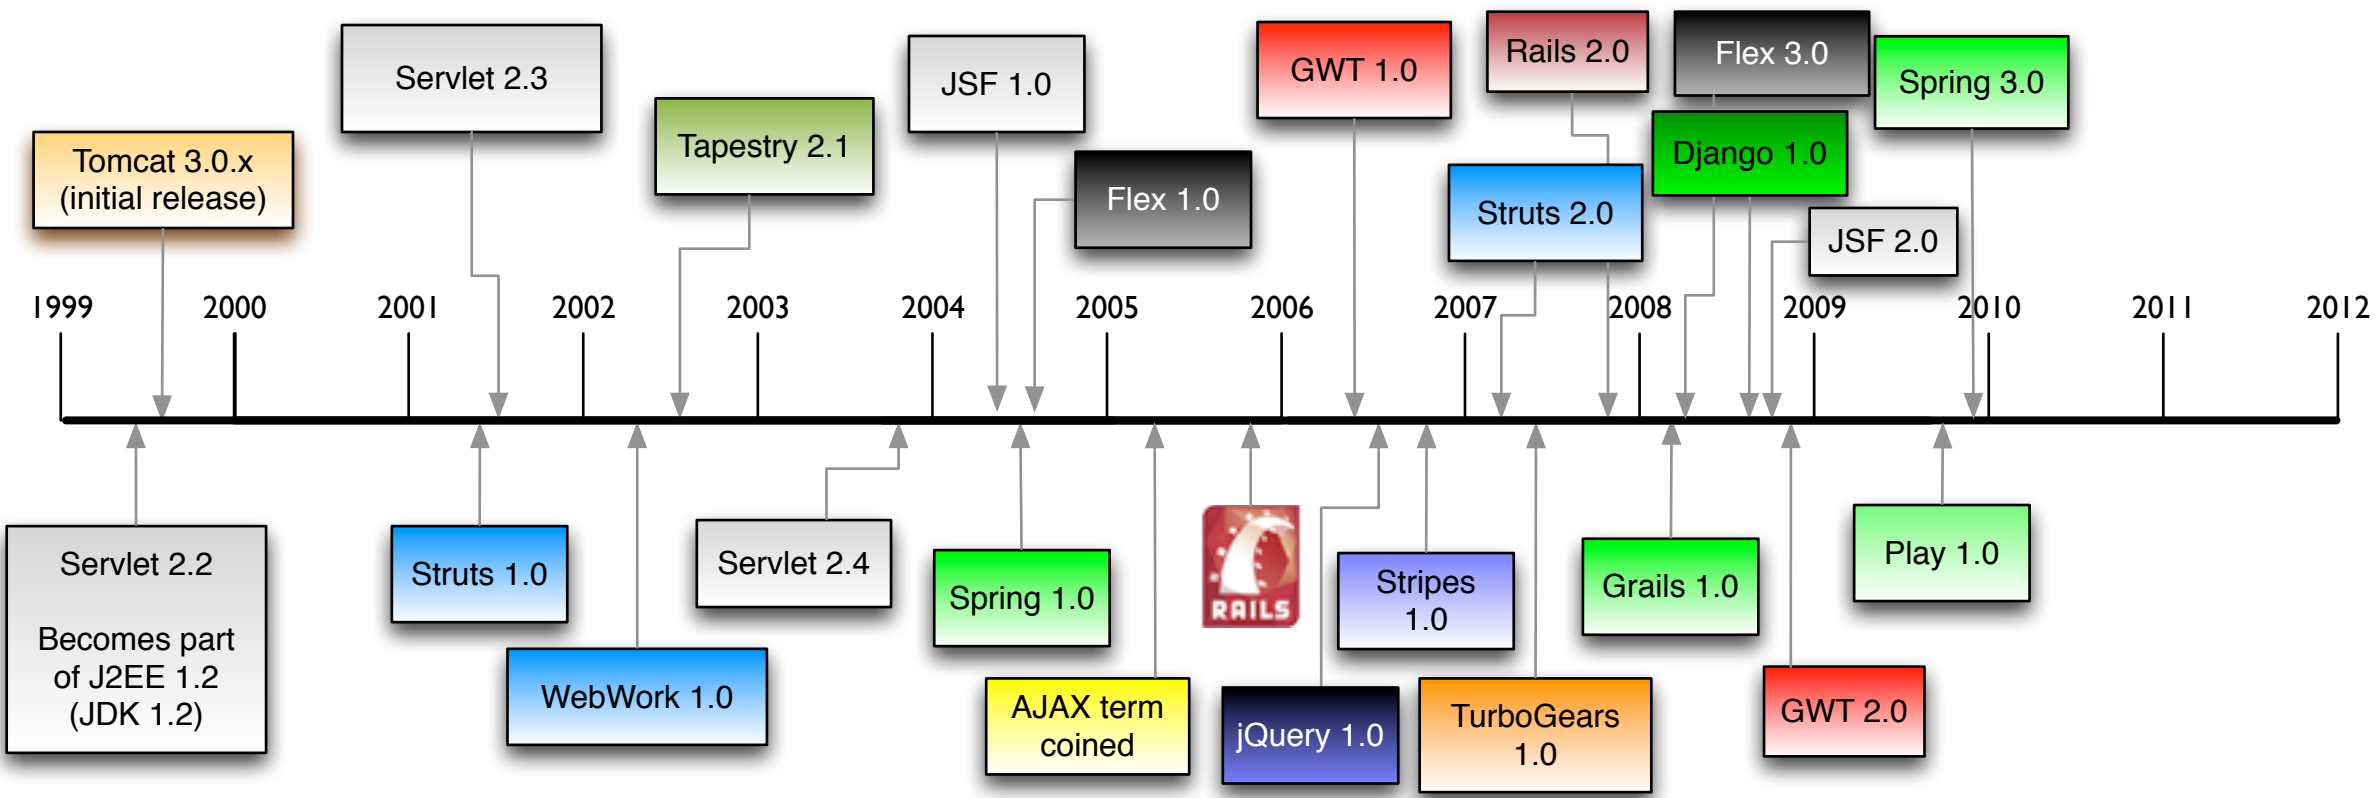 Servlet 2.3
JSF 1.0
GWT 1.0
Rails 2.0
Flex 3.0
Spring 3.0
Tomcat 3.0.x
(initial release)
Tapestry 2.1
Flex 1.0
Struts 2.0
Django 1.0
JSF 2.0
1999
2000
2001
2002
2003
2004
2005
2006
2007
2008
2009
2010
2011
2012
Servlet 2.2
Becomes part
of J2EE 1.2
(JDK 1.2)
Struts 1.0
WebWork 1.0
Servlet 2.4
Spring 1.0
AJAX term
coined
RAILS
jQuery 1.0
Stripes
1.0
TurboGears
1.0
Grails 1.0
GWT 2.0
Play 1.0